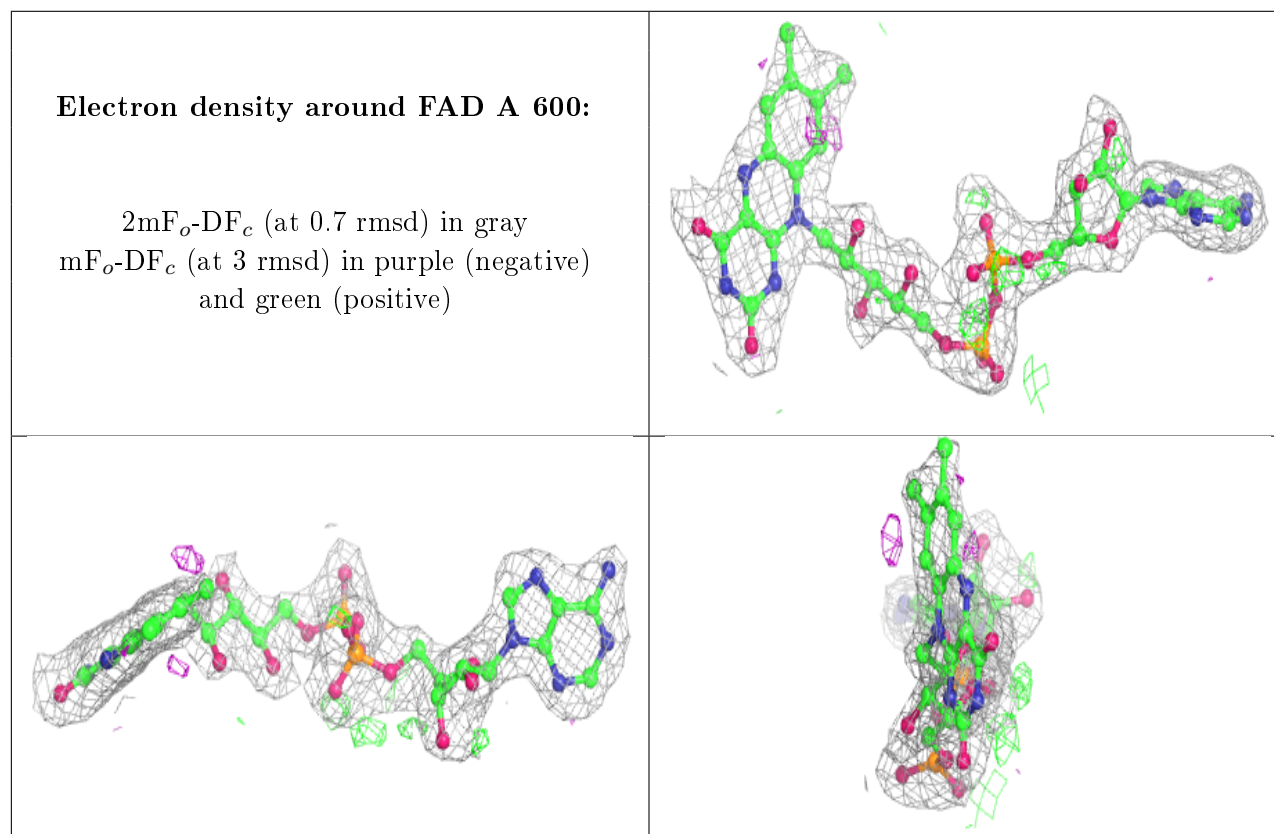 Electron density around FAD A 600:
2mFo-DFc (at 0.7 rmsd) in gray
mFo-DFc (at 3 rmsd) in purple (negative)
and green (positive)